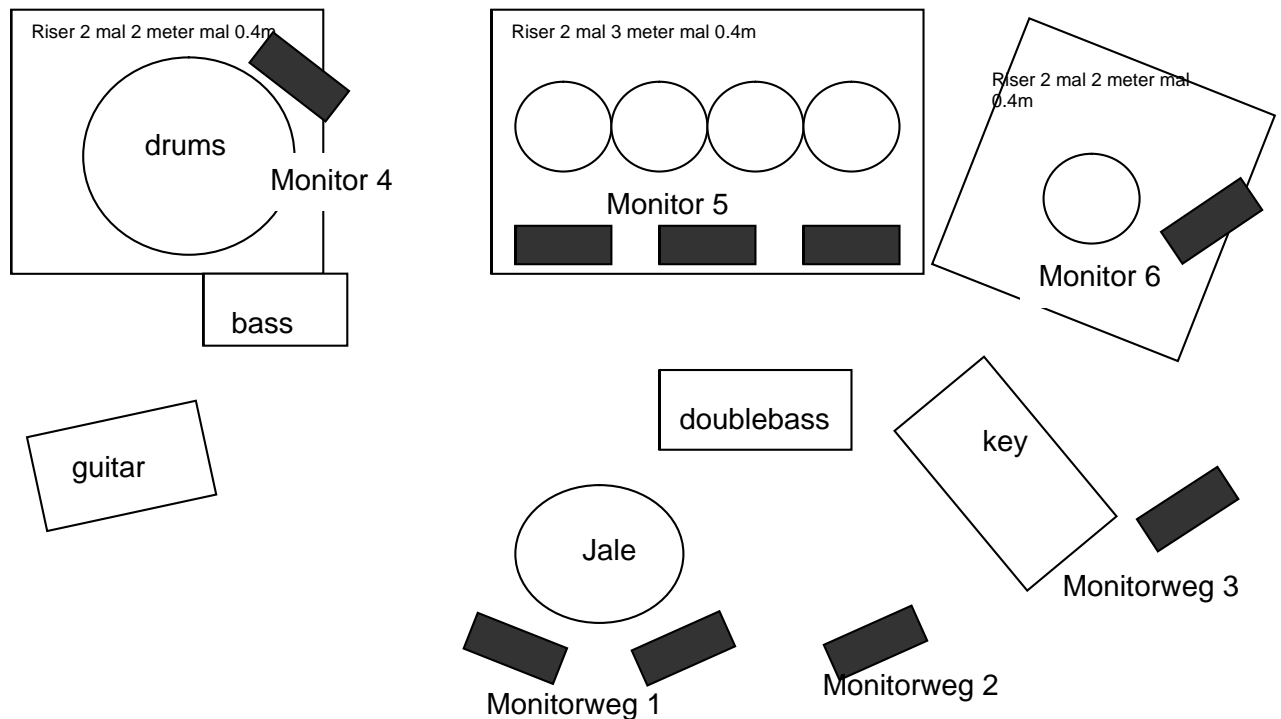 Riser 2 mal 2 meter mal 0.4m
Riser 2 mal 3 meter mal 0.4m
Riser 2 mal 2 meter mal
0.4m
drums
Monitor 4
Monitor 5
Monitor 6
bass
doublebass
key
guitar
Jale
Monitorweg 3
Monitorweg 2
Monitorweg 1